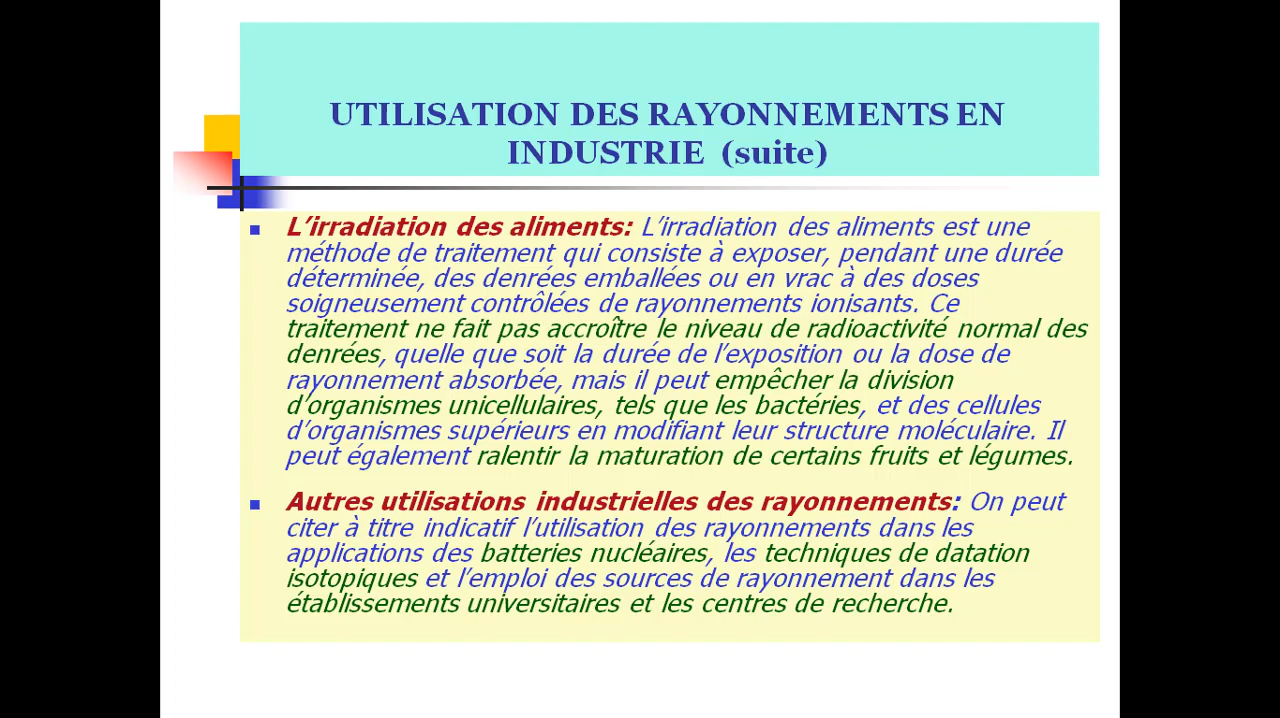 UTILISATION DES RAYONNEMENTS EN
INDUSTRIE (suite)
L’irradiation des aliments: L’irradiation des aliments est une
méthode de traitement qui consiste à exposer, pendant une durée
déterminée, des denrées emballées ou en vrac à des doses
soigneusement contrôlées de rayonnements ionisants. Ce
traitement ne fait pas accroître le niveau de radioactivité normal des
denrées, quelle que soit la durée de l’exposition ou la dose de
rayonnement absorbée, mais il peut empêcher la division
d’organismes unicellulaires, tels que les bactéries, et des cellules
d’organismes supérieurs en modifiant leur structure moléculaire. Il
peut également ralentir la maturation de certains fruits et légumes.
Autres utilisations industrielles des rayonnements: On peut
citer à titre indicatif l’utilisation des rayonnements dans les
applications des batteries nucléaires, les techniques de datation
isotopiques et l’emploi des sources de rayonnement dans les
établissements universitaires et les centres de recherche.